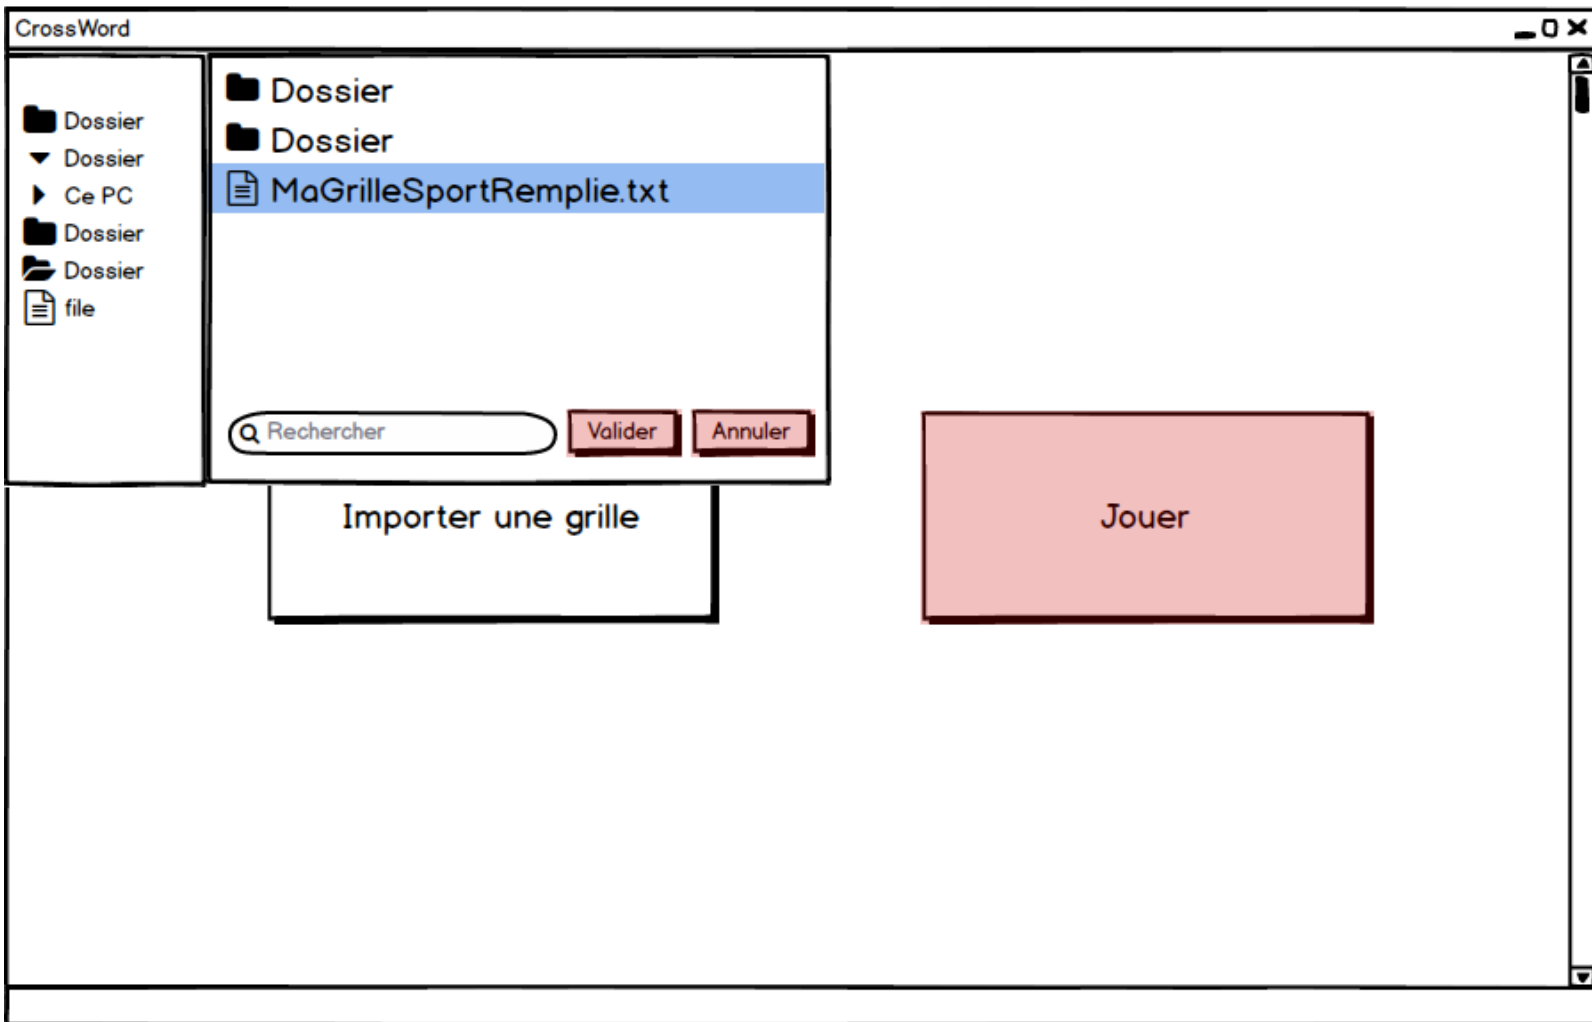 CrossWord
Dossier
Dossier
Ce PC
Dossier
Dossier
file
Dossier
Dossier
MaGrilleSportRemplie.txt
Rechercher
Valider
Annuler
Importer une grille
Jouer